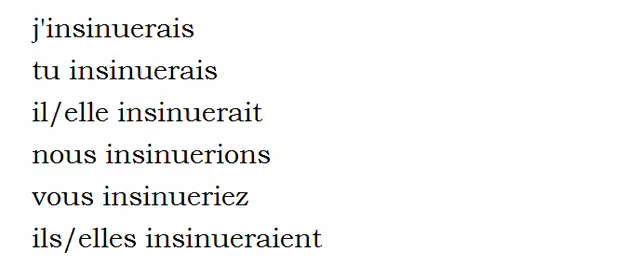 j'insinuerais
tu insinuerais
il/elle insinuerait
nous insinuerions
vous insinueriez
ils/elles insinueraient